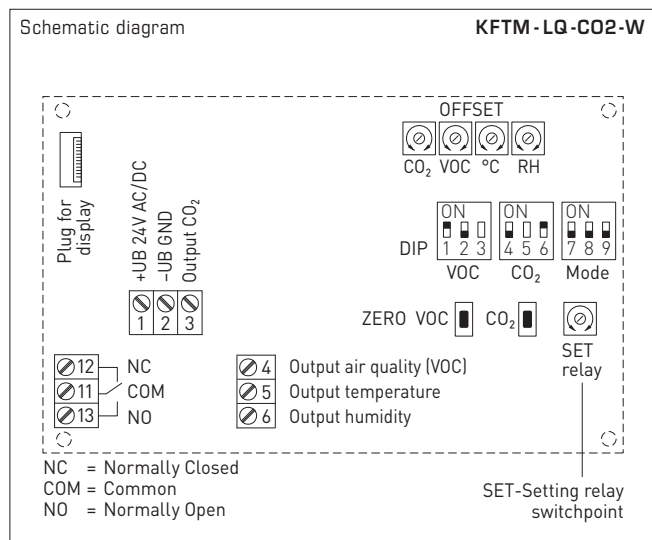 Schematic diagram
KFTM-LQ-CO2-W
OFFSET
CO₂ VOC °C RH
Plug for
display
+UB 24V AC/DC
–UB GND
Output CO₂
1 2 3
ON ON ON
DIP 1 2 3 4 5 6 7 8 9
VOC CO₂ Mode
ZERO VOC CO₂
SET
relay
12 NC
11 COM
13 NO
4 Output air quality (VOC)
5 Output temperature
6 Output humidity
NC = Normally Closed
COM = Common
NO = Normally Open
SET-Setting relay
switchpoint